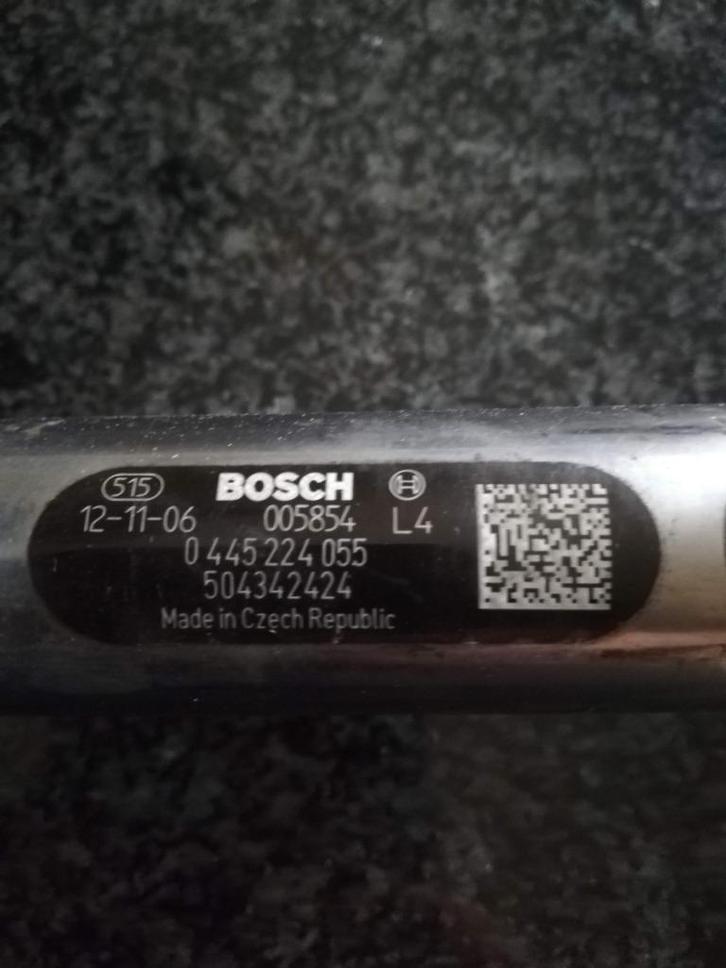 515 BOSCH H
12-11-06 005854 L4
0 445 224 055
504342424
Made in Czech Republic